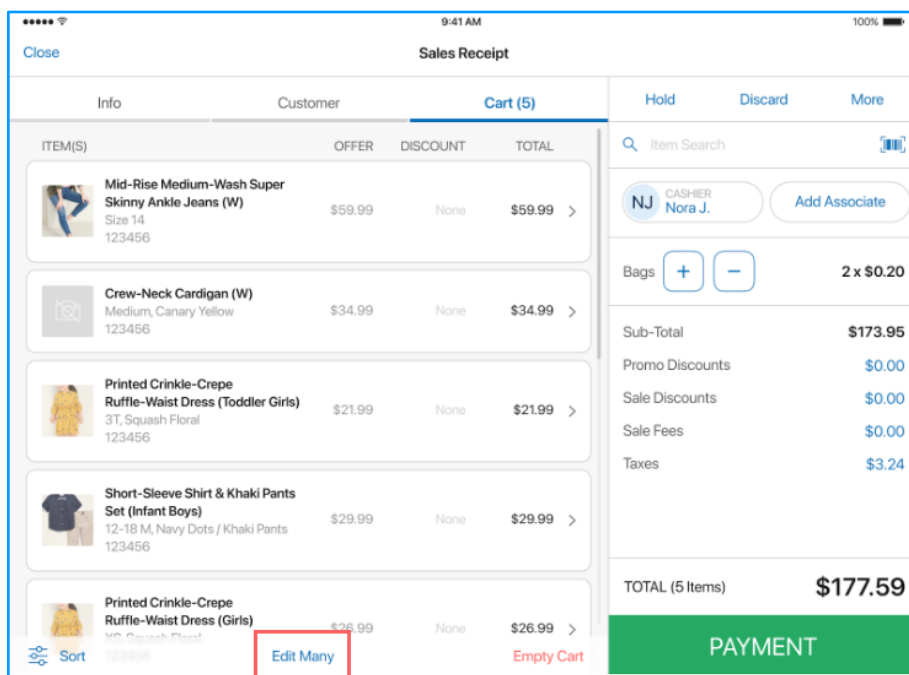 9:41 AM
100%
Close
Sales Receipt
Info
Customer
Cart (5)
Hold
Discard
More
ITEM(S)
OFFER
DISCOUNT
TOTAL
Mid-Rise Medium-Wash Super
Skinny Ankle Jeans (W)
Size 14
123456
$59.99
None
$59.99
Crew-Neck Cardigan (W)
Medium, Canary Yellow
123456
$34.99
None
$34.99
Printed Crinkle-Crepe
Ruffle-Waist Dress (Toddler Girls)
3T, Squash Floral
123456
$21.99
None
$21.99
Short-Sleeve Shirt & Khaki Pants
Set (Infant Boys)
12-18 M, Navy Dots / Khaki Pants
123456
$29.99
None
$29.99
Printed Crinkle-Crepe
Ruffle-Waist Dress (Girls)
XS, Squash Floral
123456
$26.99
None
$26.99
Sort
Edit Many
Empty Cart
Item Search
NJ
CASHIER
Nora J.
Add Associate
Bags
+
−
2 x $0.20
Sub-Total
$173.95
Promo Discounts
$0.00
Sale Discounts
$0.00
Sale Fees
$0.00
Taxes
$3.24
TOTAL (5 Items)
$177.59
PAYMENT